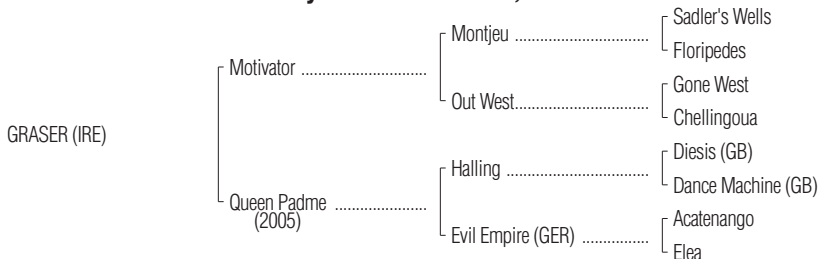 Sadler's Wells
Montjeu ..................................
Floripedes
Motivator ................................
Gone West
Out West..................................
Chellingoua
GRASER (IRE)
Diesis (GB)
Halling ....................................
Dance Machine (GB)
Queen Padme .......................
(2005)
Acatenango
Evil Empire (GER) .................
Elea